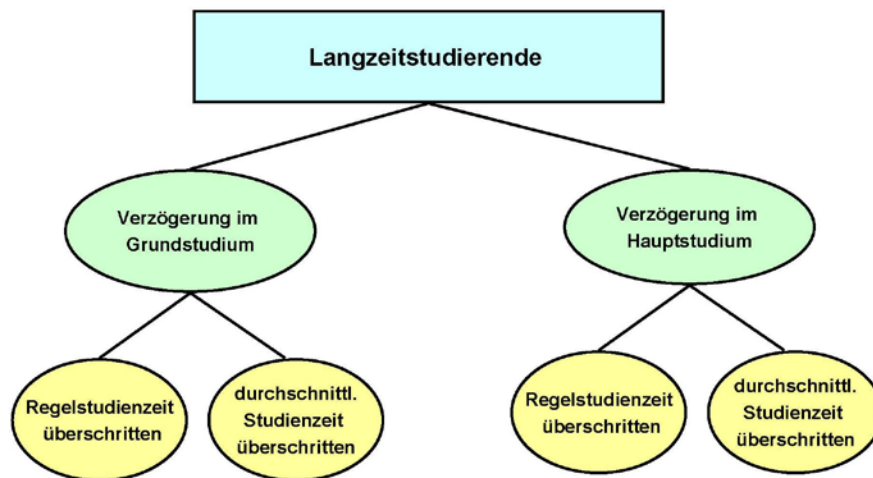 Langzeitstudierende
Verzögerung im
Grundstudium
Verzögerung im
Hauptstudium
Regelstudienzeit
überschritten
durchschnittl.
Studienzeit
überschritten
Regelstudienzeit
überschritten
durchschnittl.
Studienzeit
überschritten